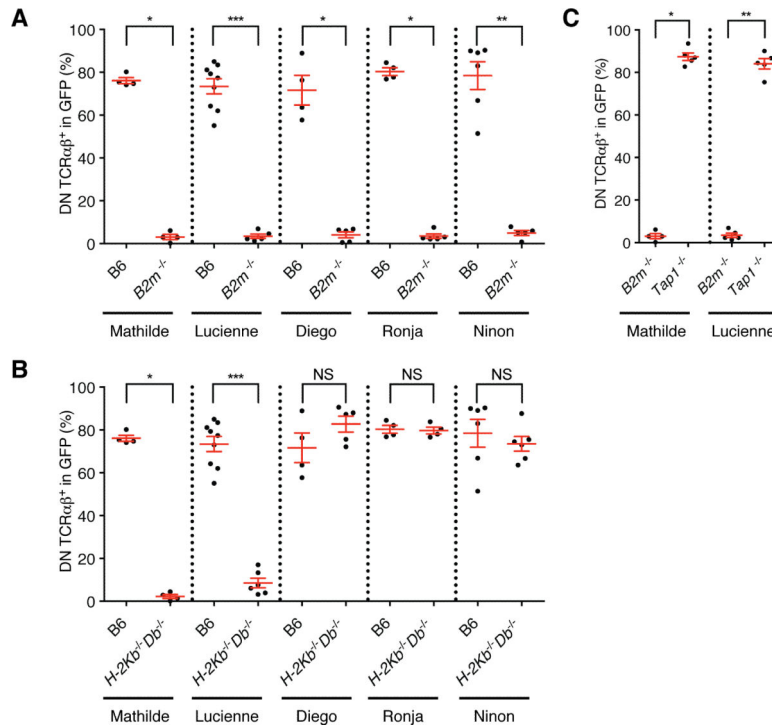 A
* *** * * **
DN TCRαβ⁺ in GFP (%)
100
80
60
40
20
0
B6 B2m⁻/⁻ B6 B2m⁻/⁻ B6 B2m⁻/⁻ B6 B2m⁻/⁻ B6 B2m⁻/⁻
Mathilde Lucienne Diego Ronja Ninon
C
* **
DN TCRαβ⁺ in GFP (%)
100
80
60
40
20
0
B2m⁻/⁻ Tap1⁻/⁻ B2m⁻/⁻ Tap1⁻/⁻
Mathilde Lucienne
B
* *** NS NS NS
DN TCRαβ⁺ in GFP (%)
100
80
60
40
20
0
B6 H-2Kb⁻/⁻Db⁻/⁻ B6 H-2Kb⁻/⁻Db⁻/⁻ B6 H-2Kb⁻/⁻Db⁻/⁻ B6 H-2Kb⁻/⁻Db⁻/⁻ B6 H-2Kb⁻/⁻Db⁻/⁻
Mathilde Lucienne Diego Ronja Ninon